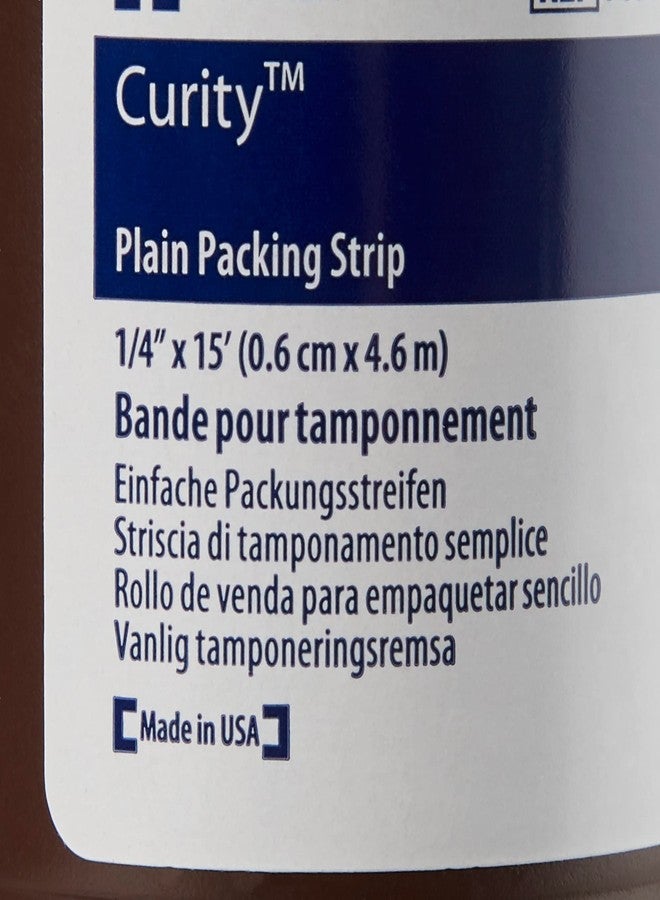 Curity™
Plain Packing Strip
1/4” x 15’ (0.6 cm x 4.6 m)
Bande pour tamponnement
Einfache Packungsstreifen
Striscia di tamponamento semplice
Rollo de venda para empaquetar sencillo
Vanlig tamponeringsremsa
Made in USA